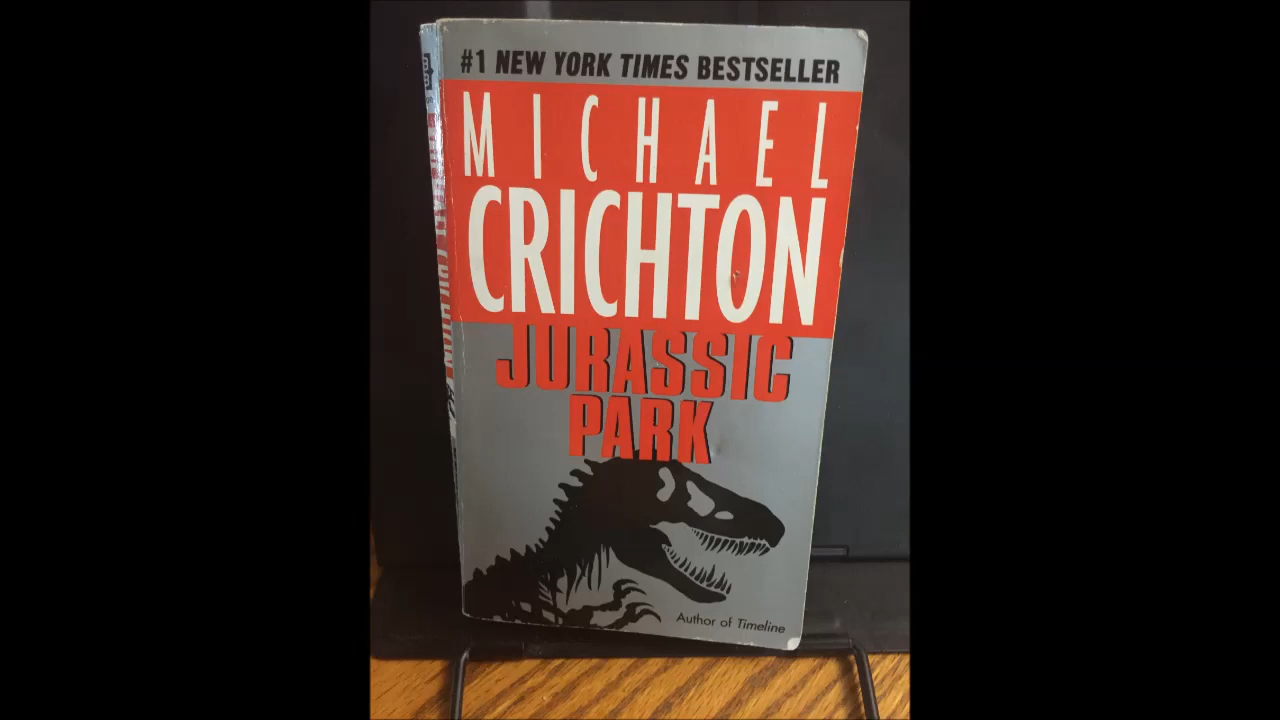 #1 NEW YORK TIMES BESTSELLER
MICHAEL
CRICHTON
JURASSIC
PARK
Author of Timeline